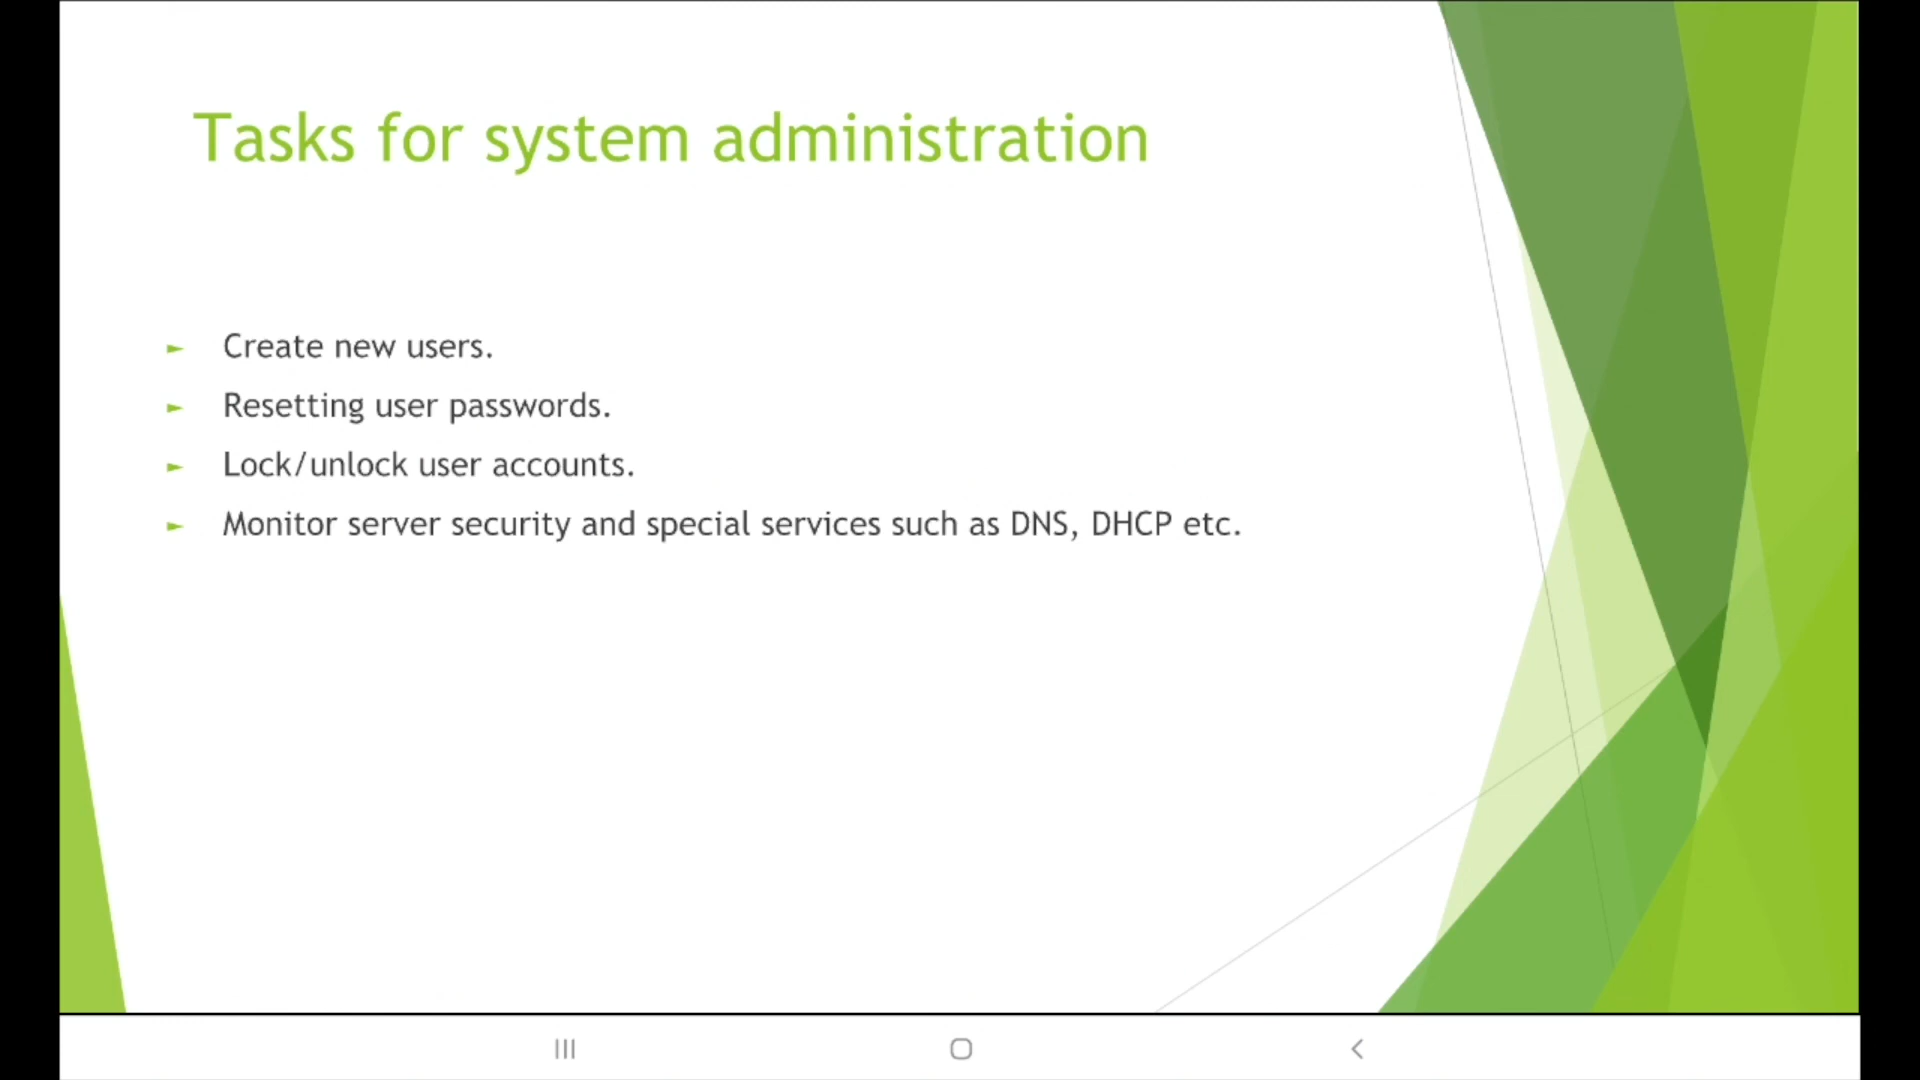 Tasks for system administration
Create new users.
Resetting user passwords.
Lock/unlock user accounts.
Monitor server security and special services such as DNS, DHCP etc.